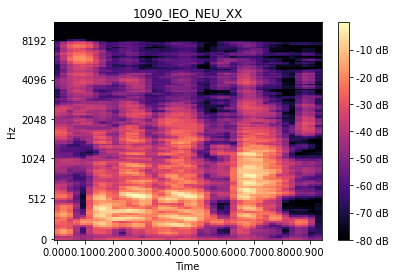 1090_IEO_NEU_XX
Hz
8192
4096
2048
1024
512
0
0.0000.1000.2000.3000.4000.5000.6000.7000.8000.900
Time
-10 dB
-20 dB
-30 dB
-40 dB
-50 dB
-60 dB
-70 dB
-80 dB